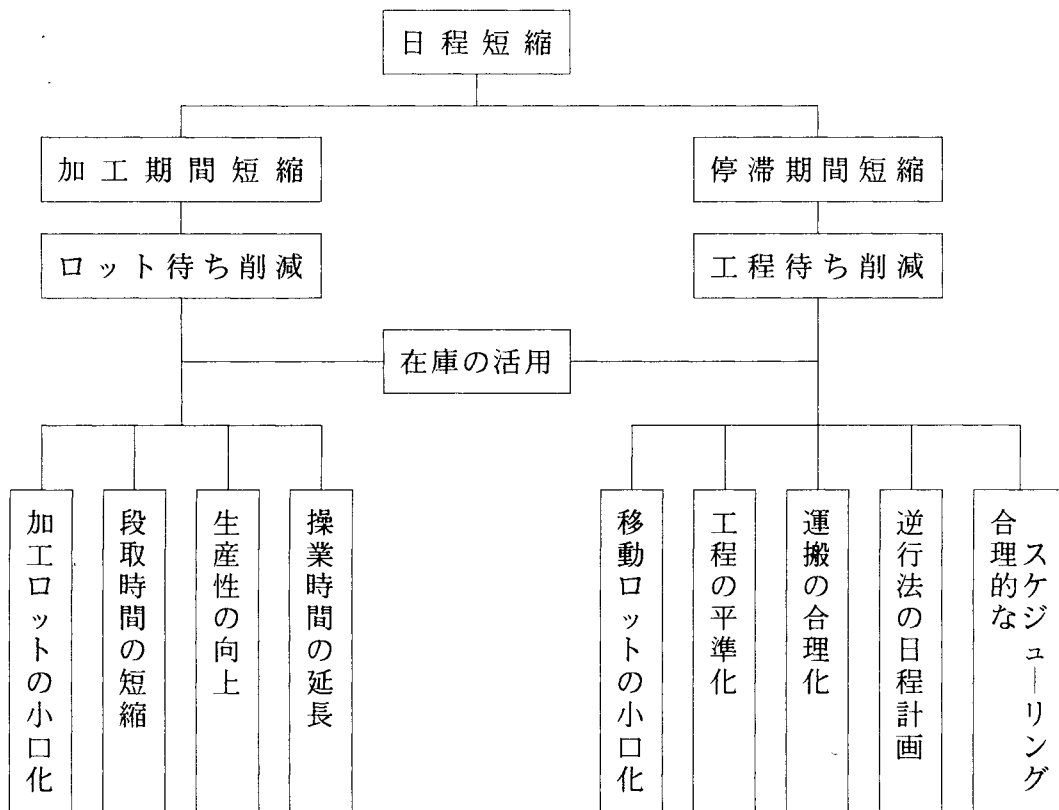 日程短縮
加工期間短縮
停滞期間短縮
ロット待ち削減
工程待ち削減
在庫の活用
加工ロットの小口化
段取時間の短縮
生産性の向上
操業時間の延長
移動ロットの小口化
工程の平準化
運搬の合理化
逆行法の日程計画
合理的な
スケジューリング